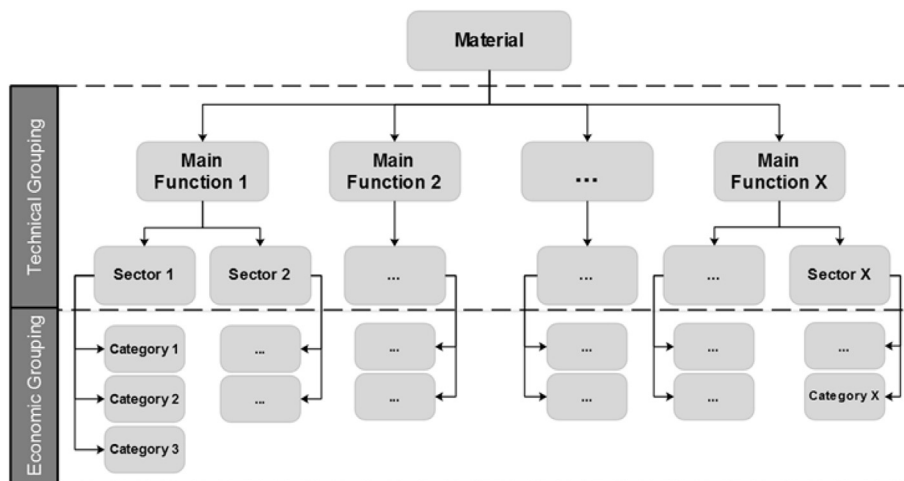 Material
Technical Grouping
Main
Function 1
Main
Function 2
...
Main
Function X
Sector 1
Sector 2
...
...
...
Sector X
Economic Grouping
Category 1
...
...
...
...
...
Category 2
...
...
...
...
Category X
Category 3